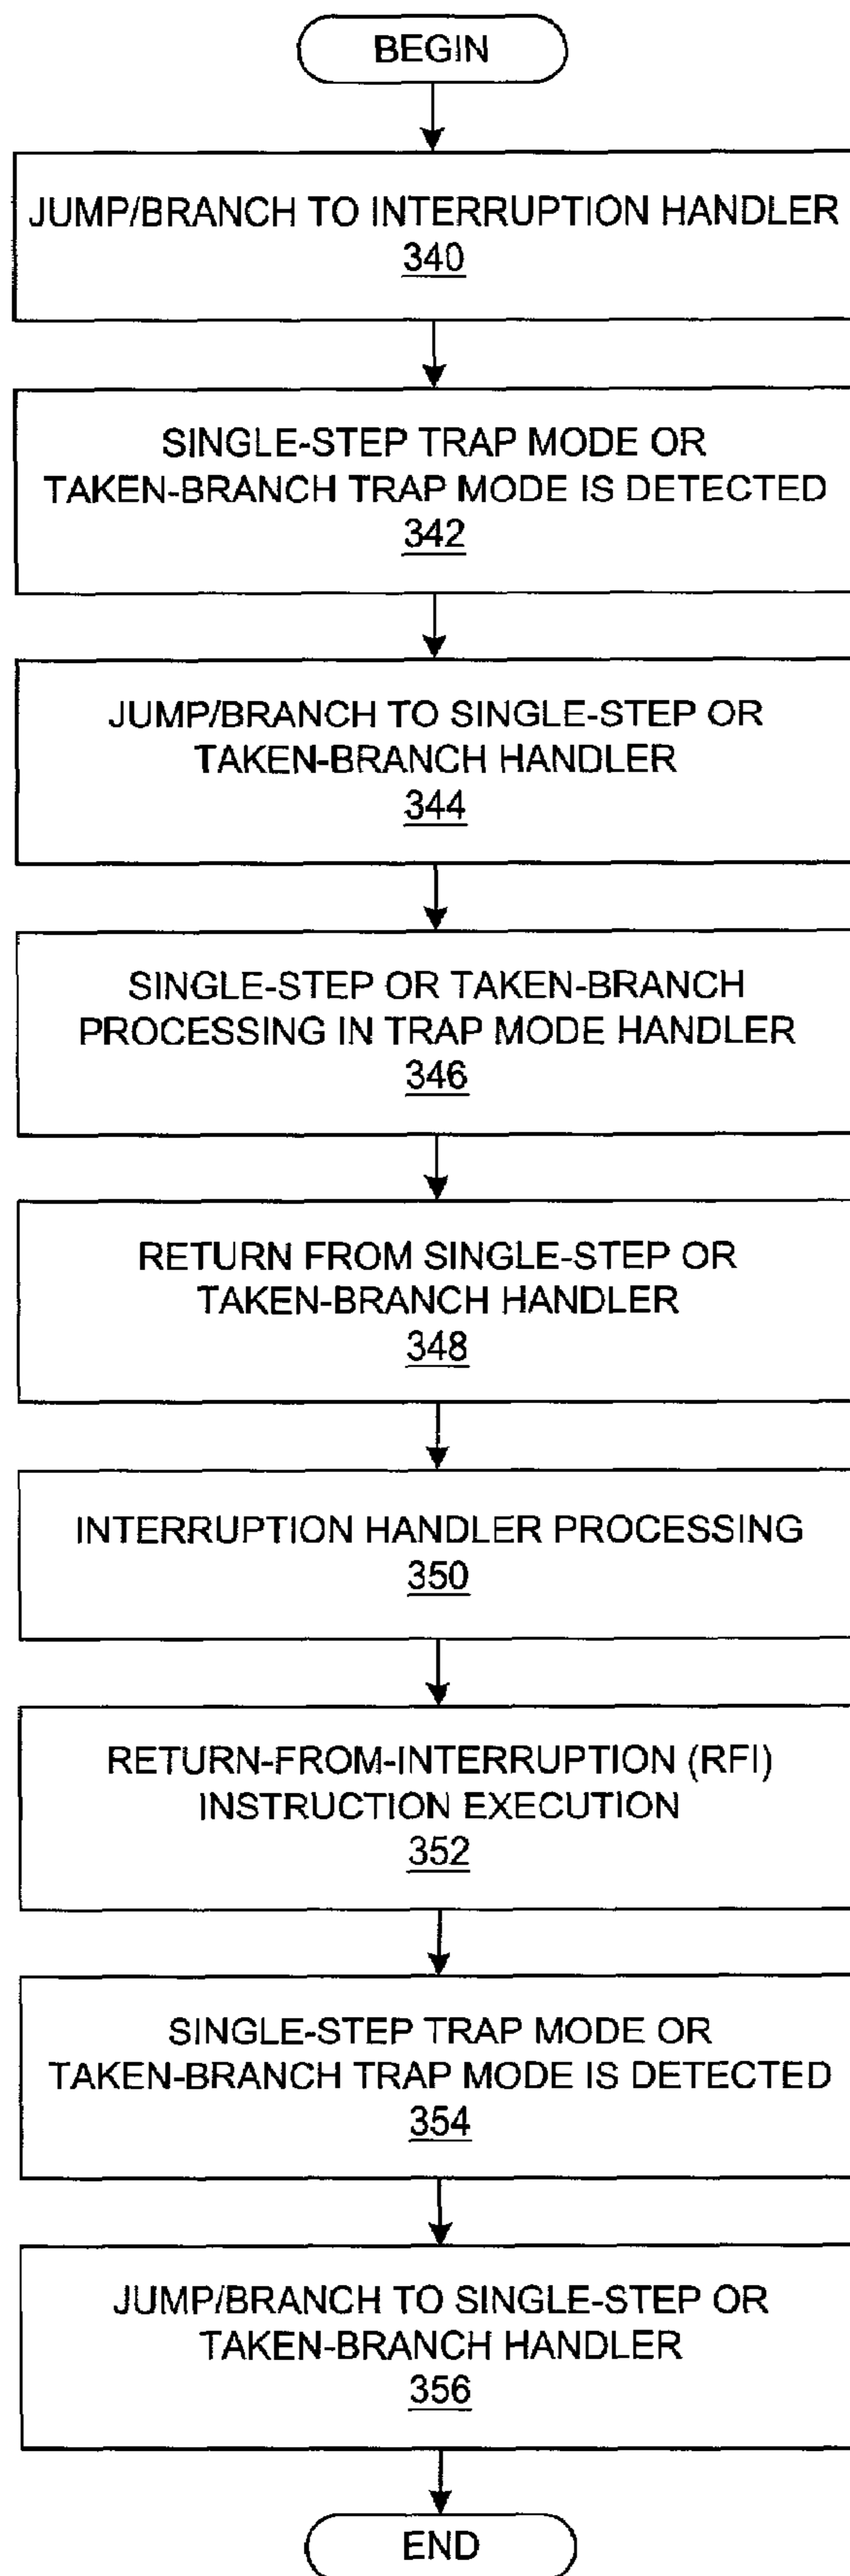 BEGIN
JUMP/BRANCH TO INTERRUPTION HANDLER
340
SINGLE-STEP TRAP MODE OR
TAKEN-BRANCH TRAP MODE IS DETECTED
342
JUMP/BRANCH TO SINGLE-STEP OR
TAKEN-BRANCH HANDLER
344
SINGLE-STEP OR TAKEN-BRANCH
PROCESSING IN TRAP MODE HANDLER
346
RETURN FROM SINGLE-STEP OR
TAKEN-BRANCH HANDLER
348
INTERRUPTION HANDLER PROCESSING
350
RETURN-FROM-INTERRUPTION (RFI)
INSTRUCTION EXECUTION
352
SINGLE-STEP TRAP MODE OR
TAKEN-BRANCH TRAP MODE IS DETECTED
354
JUMP/BRANCH TO SINGLE-STEP OR
TAKEN-BRANCH HANDLER
356
END